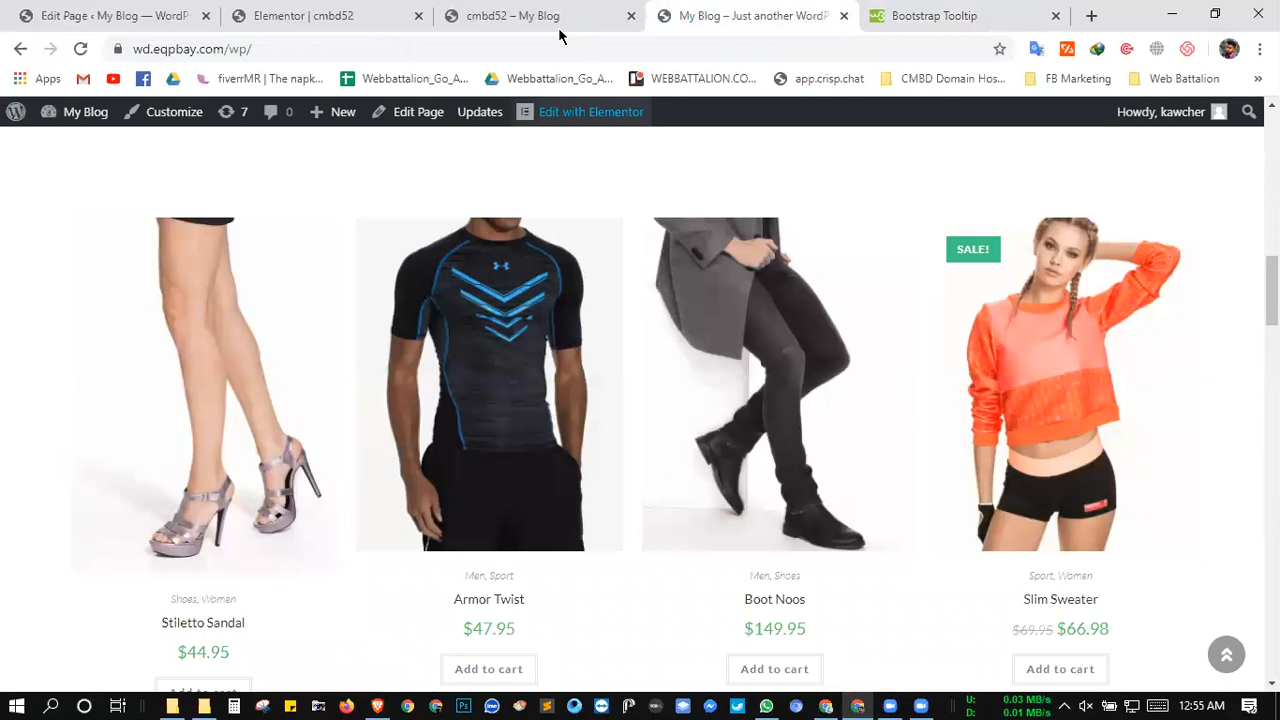 Edit Page ‹ My Blog — WordP
Elementor | cmbd52
cmbd52 – My Blog
My Blog – Just another WordP
Bootstrap Tooltip
wd.eqpbay.com/wp/
Apps
fiverrMR | The napk...
Webbattalion_Go_A...
Webbattalion_Go_A...
WEBBATTALION.CO...
app.crisp.chat
CMBD Domain Hos...
FB Marketing
Web Battalion
»
My Blog
Customize
7
0
New
Edit Page
Updates
Edit with Elementor
Howdy, kawcher
SALE!
Men, Sport
Men, Shoes
Sport, Women
Shoes, Women
Armor Twist
Boot Noos
Slim Sweater
Stiletto Sandal
$47.95
$149.95
$69.95 $66.98
$44.95
Add to cart
Add to cart
Add to cart
Add to cart
U: 0.03 MB/s
D: 0.01 MB/s
12:55 AM